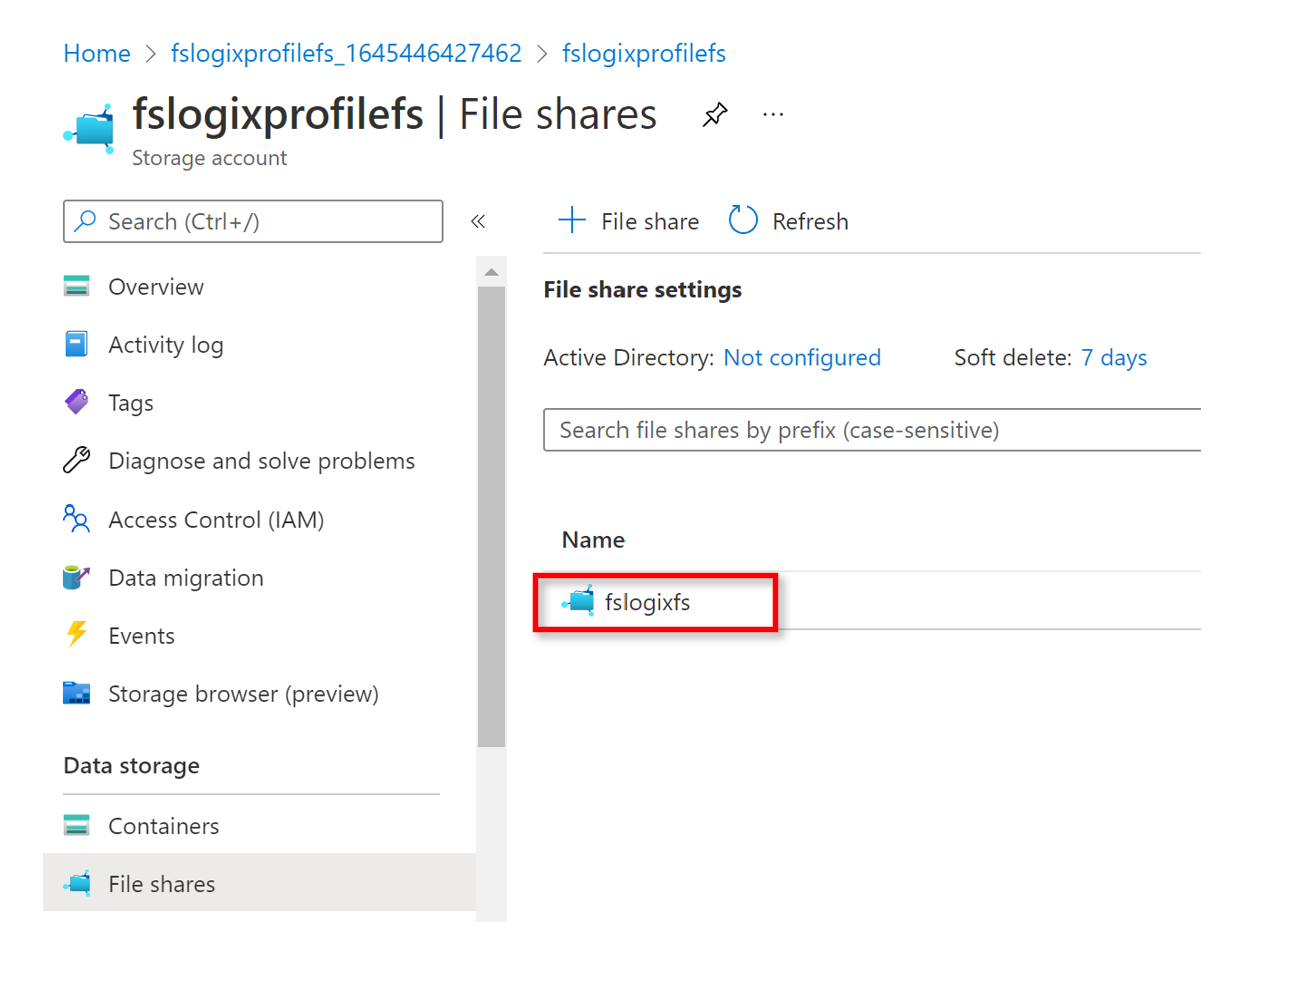 Home > fslogixprofilefs_1645446427462 > fslogixprofilefs
fslogixprofilefs | File shares ...
Storage account
Search (Ctrl+/)
«
Overview
Activity log
Tags
Diagnose and solve problems
Access Control (IAM)
Data migration
Events
Storage browser (preview)
Data storage
Containers
File shares
File share
Refresh
File share settings
Active Directory: Not configured
Soft delete: 7 days
Search file shares by prefix (case-sensitive)
Name
fslogixfs